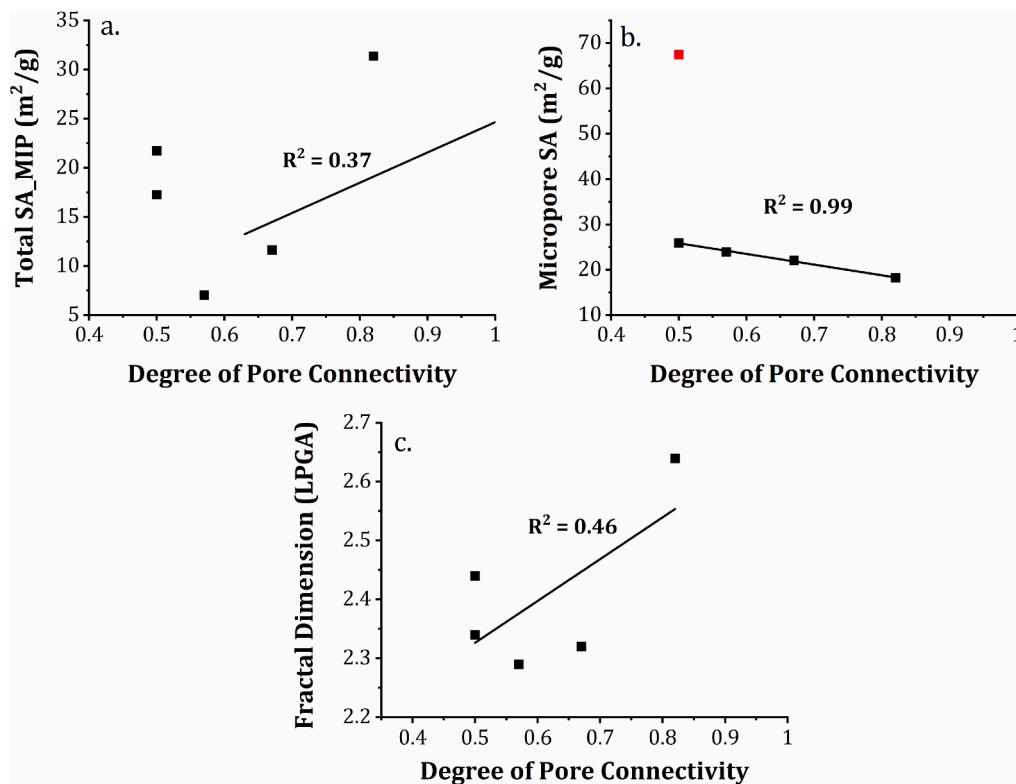 a.
Total SA_MIP (m²/g)
35
30
25
20
15
10
5
R² = 0.37
0.4 0.5 0.6 0.7 0.8 0.9 1
Degree of Pore Connectivity
b.
Micropore SA (m²/g)
70
60
50
40
30
20
10
R² = 0.99
0.4 0.5 0.6 0.7 0.8 0.9 1
Degree of Pore Connectivity
c.
Fractal Dimension (LPGA)
2.7
2.6
2.5
2.4
2.3
2.2
R² = 0.46
0.4 0.5 0.6 0.7 0.8 0.9 1
Degree of Pore Connectivity